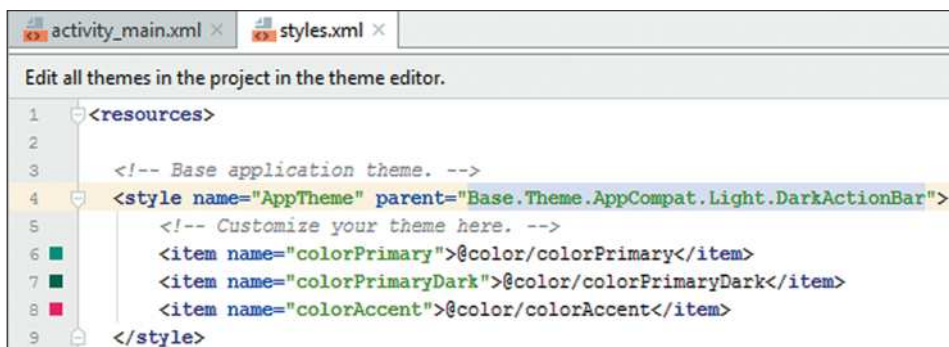 activity_main.xml × styles.xml ×
Edit all themes in the project in the theme editor.
1 <resources>
2
3 <!-- Base application theme. -->
4 <style name="AppTheme" parent="Base.Theme.AppCompat.Light.DarkActionBar">
5 <!-- Customize your theme here. -->
6 <item name="colorPrimary">@color/colorPrimary</item>
7 <item name="colorPrimaryDark">@color/colorPrimaryDark</item>
8 <item name="colorAccent">@color/colorAccent</item>
9 </style>